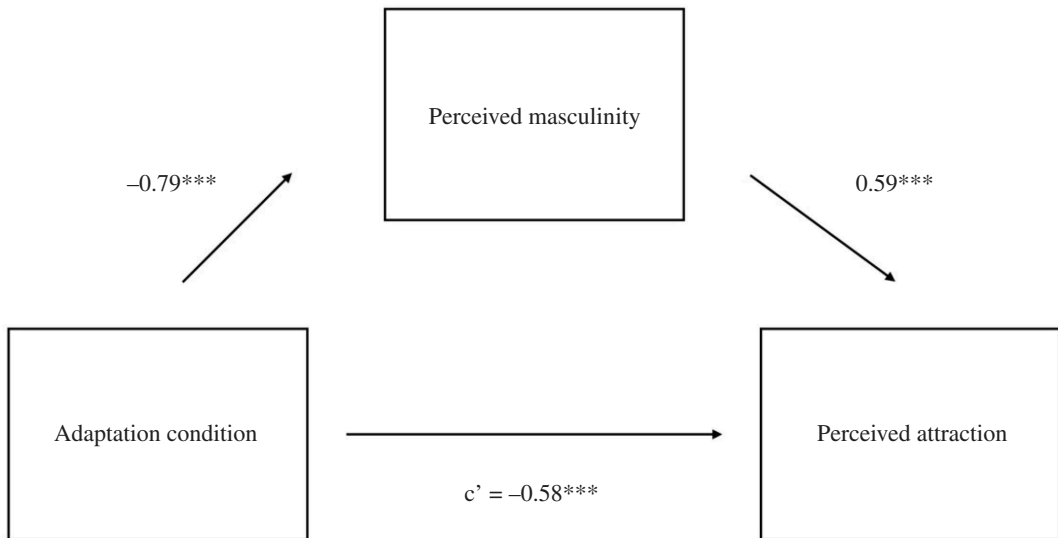 Perceived masculinity
–0.79***
0.59***
Adaptation condition
Perceived attraction
c’ = –0.58***